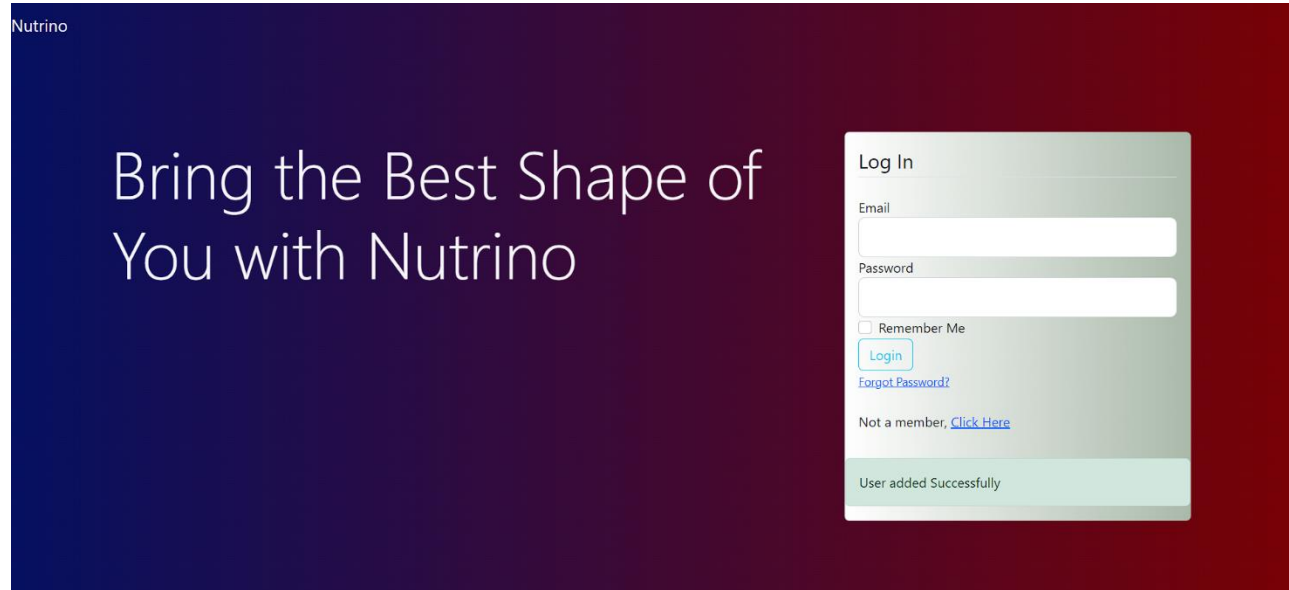 Nutrino
Bring the Best Shape of
You with Nutrino
Log In
Email
Password
Remember Me
Login
Forgot Password?
Not a member, Click Here
User added Successfully